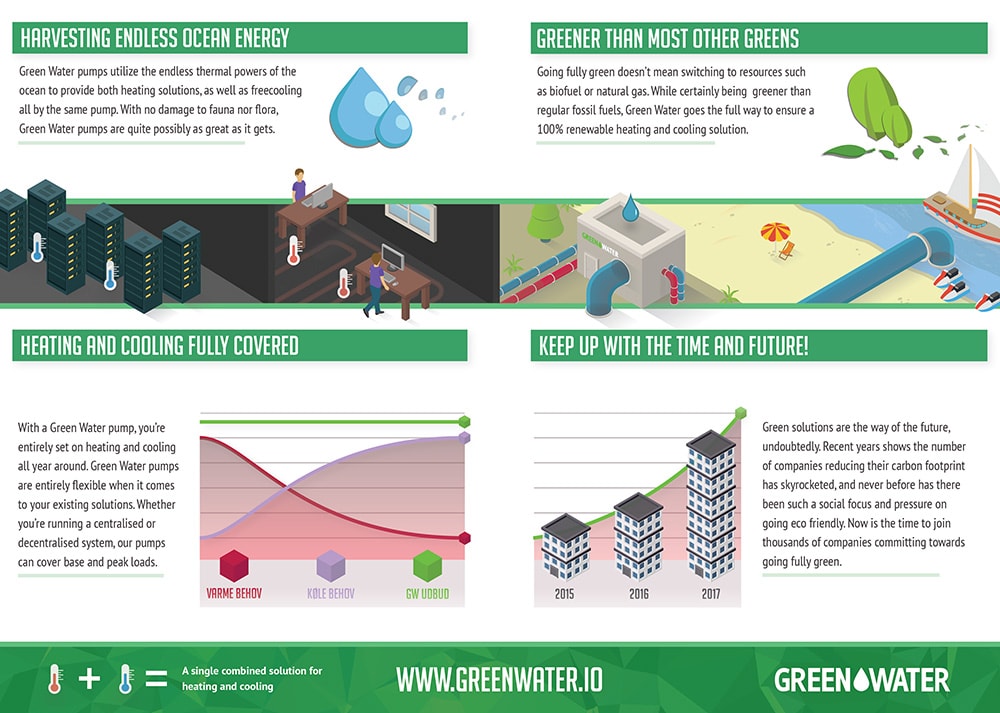 HARVESTING ENDLESS OCEAN ENERGY
Green Water pumps utilize the endless thermal powers of the
ocean to provide both heating solutions, as well as freecooling
all by the same pump. With no damage to fauna nor flora,
Green Water pumps are quite possibly as great as it gets.
GREENER THAN MOST OTHER GREENS
Going fully green doesn't mean switching to resources such
as biofuel or natural gas. While certainly being greener than
regular fossil fuels, Green Water goes the full way to ensure a
100% renewable heating and cooling solution.
GREENWATER
HEATING AND COOLING FULLY COVERED
With a Green Water pump, you're
entirely set on heating and cooling
all year around. Green Water pumps
are entirely flexible when it comes
to your existing solutions. Whether
you're running a centralised or
decentralised system, our pumps
can cover base and peak loads.
VARME BEHOV
KØLE BEHOV
GW UDBUD
KEEP UP WITH THE TIME AND FUTURE!
2015
2016
2017
Green solutions are the way of the future,
undoubtedly. Recent years shows the number
of companies reducing their carbon footprint
has skyrocketed, and never before has there
been such a social focus and pressure on
going eco friendly. Now is the time to join
thousands of companies committing towards
going fully green.
+ =
A single combined solution for
heating and cooling
WWW.GREENWATER.IO
GREENWATER